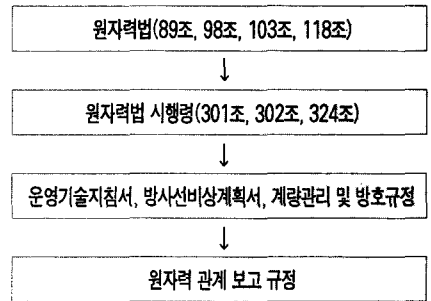 원자력법(89조, 98조, 103조, 118조)
↓
원자력법 시행령(301조, 302조, 324조)
↓
운영기술지침서, 방사선비상계획서, 계량관리 및 방호규정
↓
원자력 관계 보고 규정